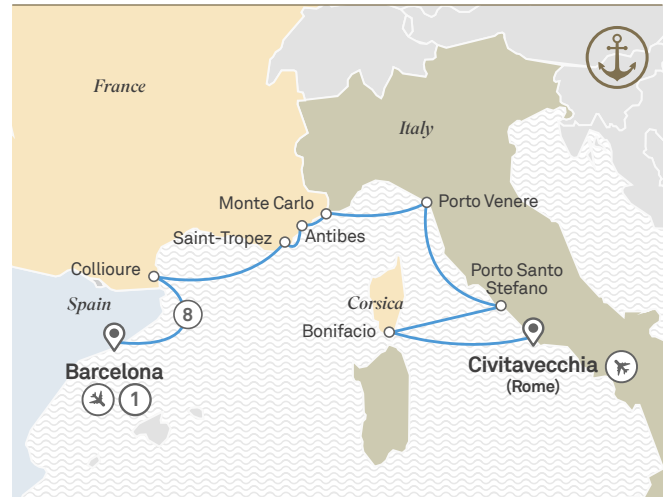 France
Italy
Monte Carlo
Porto Venere
Saint-Tropez
Antibes
Collioure
Porto Santo
Stefano
Spain
Corsica
8
Bonifacio
Barcelona
Civitavecchia
(Rome)
1